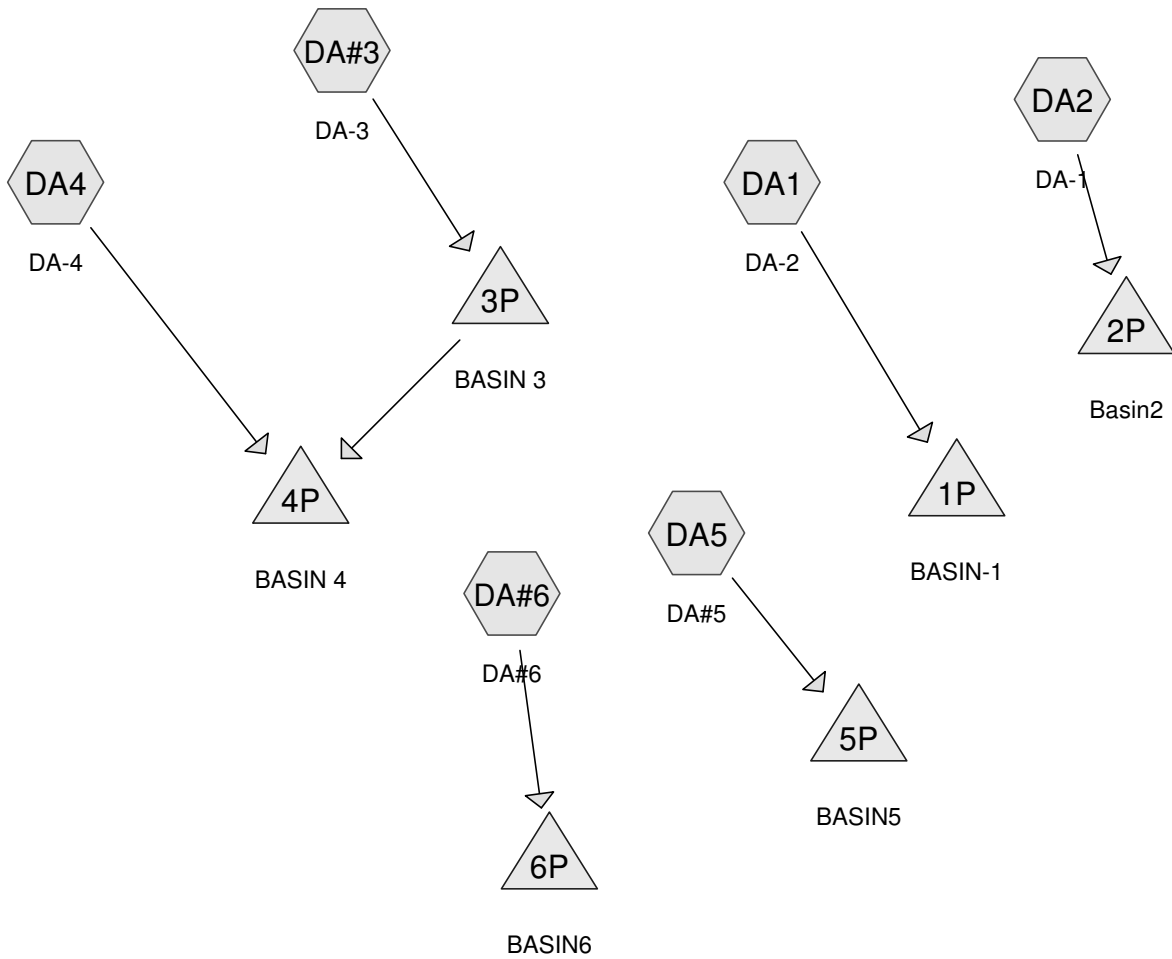 DA#3
DA-3
DA2
DA-1
DA4
DA-4
DA1
DA-2
3P
BASIN 3
2P
Basin2
4P
BASIN 4
1P
BASIN-1
DA5
DA#5
DA#6
DA#6
5P
BASIN5
6P
BASIN6